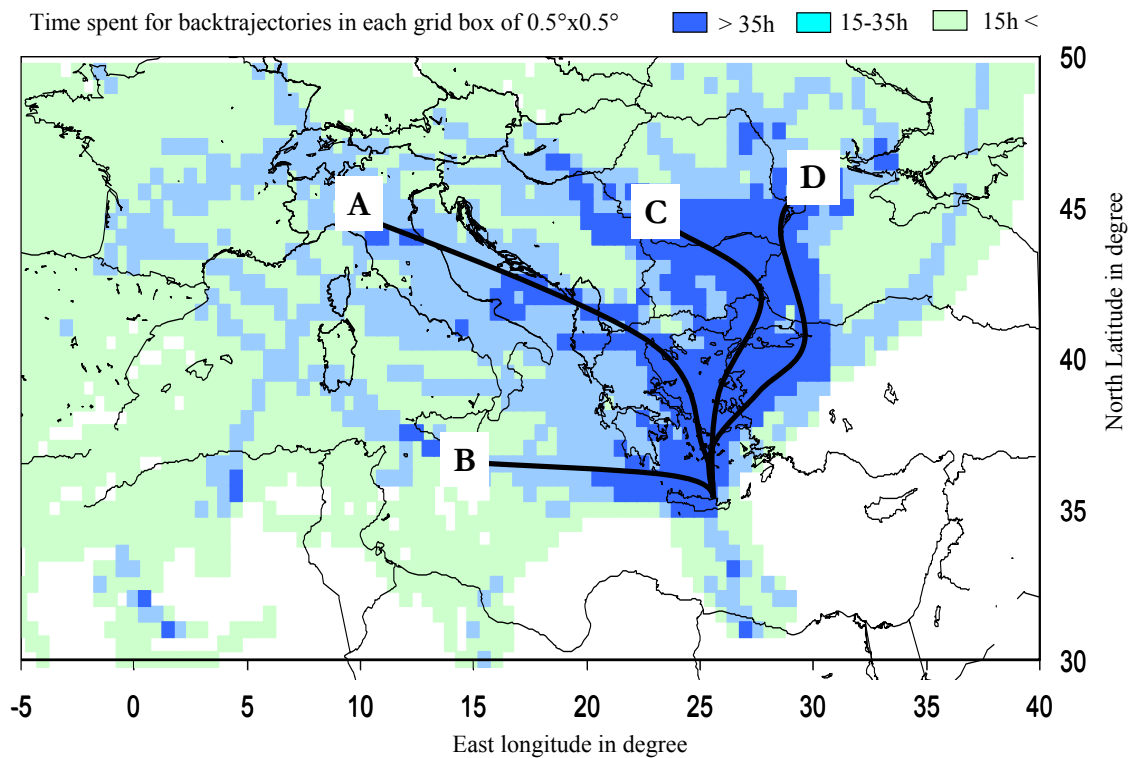 Time spent for backtrajectories in each grid box of 0.5°x0.5° > 35h 15-35h 15h <
50
D
A
C
45
North Latitude in degree
40
B
35
30
-5 0 5 10 15 20 25 30 35 40
East longitude in degree